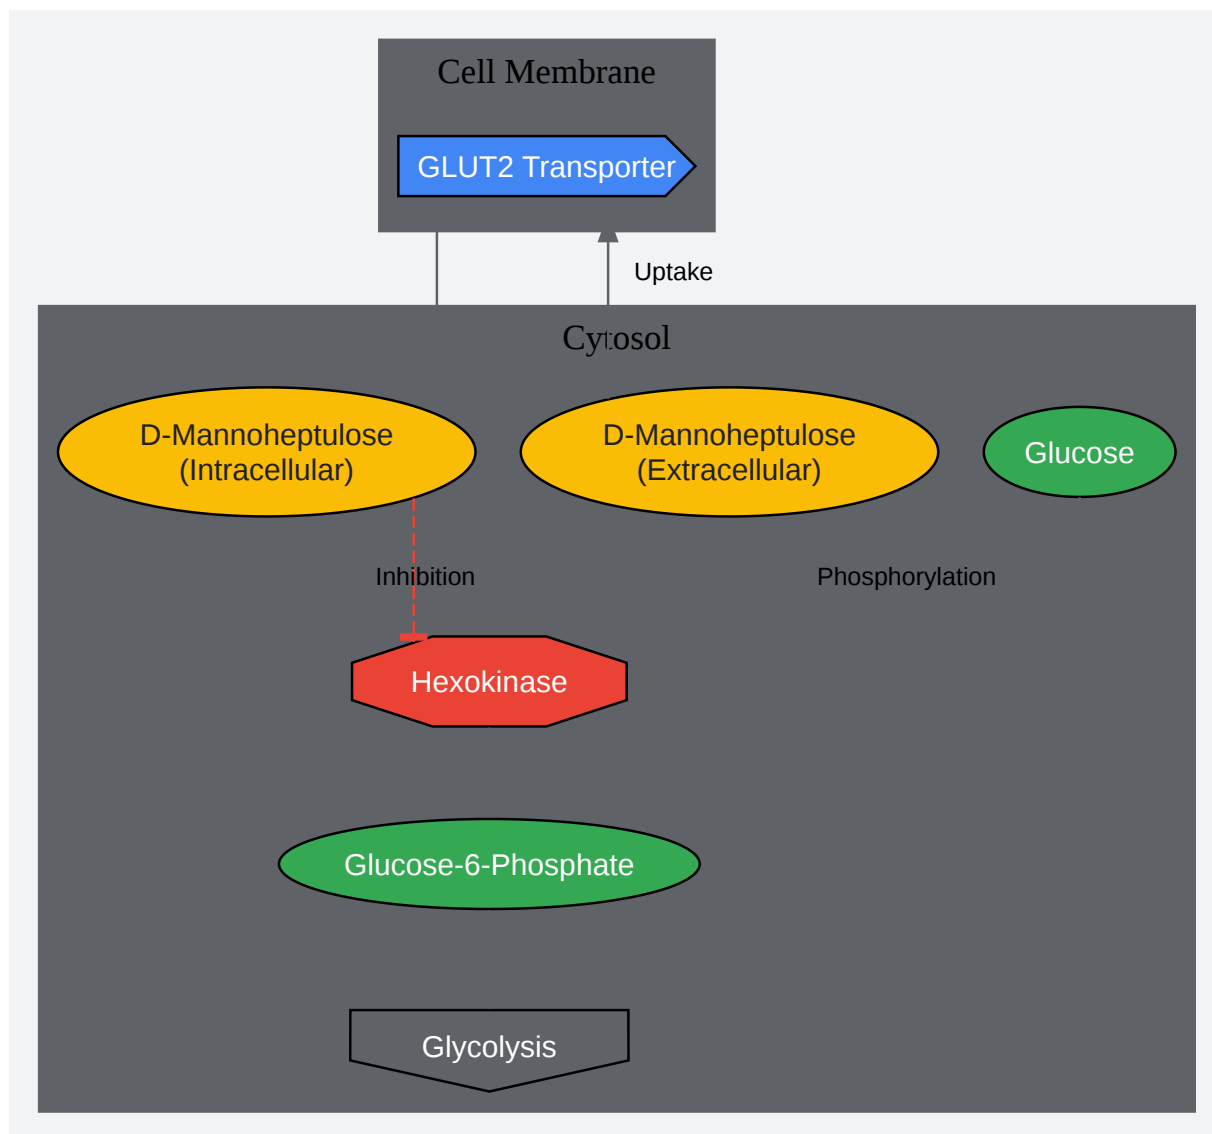 Cell Membrane
GLUT2 Transporter
Uptake
Cytosol
D-Mannoheptulose
(Intracellular)
D-Mannoheptulose
(Extracellular)
Glucose
Inhibition
Phosphorylation
Hexokinase
Glucose-6-Phosphate
Glycolysis